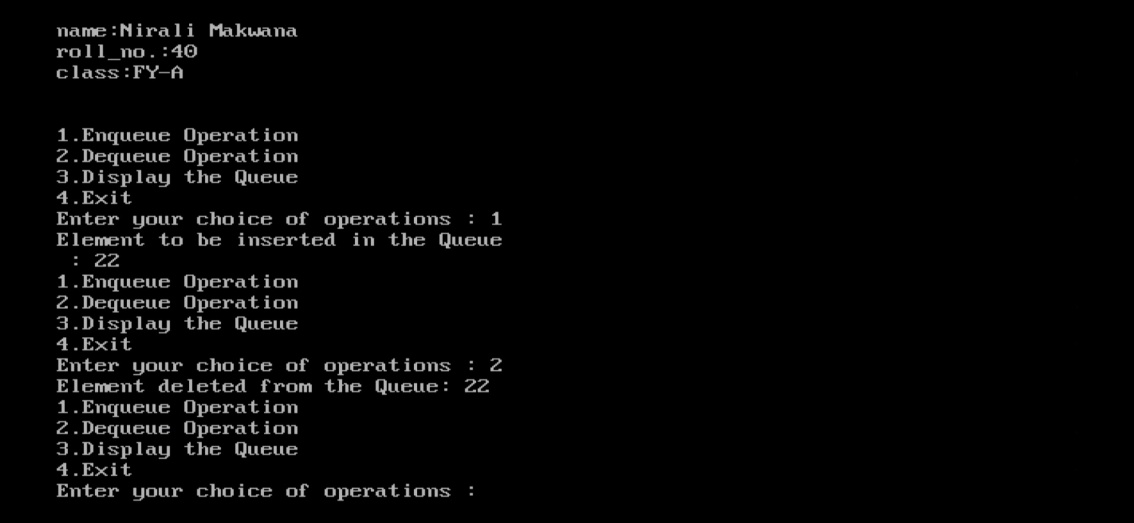 name:Nirali Makwana
roll_no.:40
class:FY-A
1.Enqueue Operation
2.Dequeue Operation
3.Display the Queue
4.Exit
Enter your choice of operations : 1
Element to be inserted in the Queue
: 22
1.Enqueue Operation
2.Dequeue Operation
3.Display the Queue
4.Exit
Enter your choice of operations : 2
Element deleted from the Queue: 22
1.Enqueue Operation
2.Dequeue Operation
3.Display the Queue
4.Exit
Enter your choice of operations :